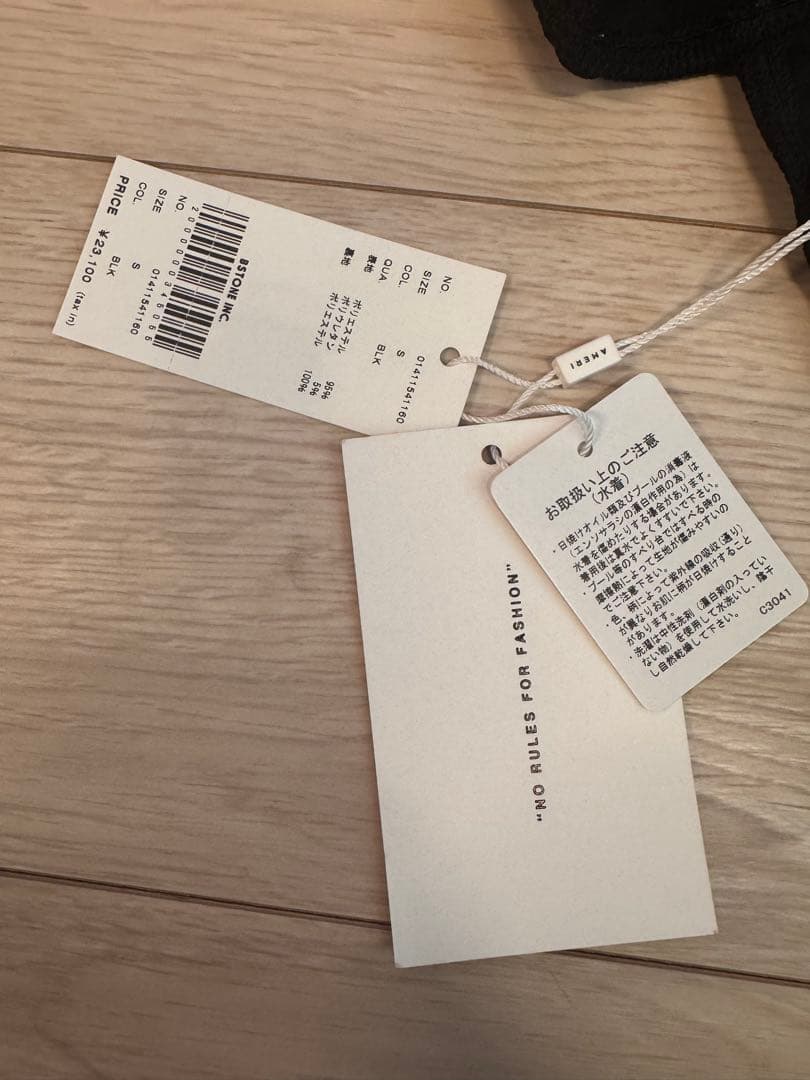 NO. 01411541160
SIZE S
COL. BLK
QUA.
表地 ポリエステル 95%
ポリウレタン 5%
裏地 ポリエステル 100%
BSTONE INC.
NO. 01411541160
SIZE S
COL. BLK
PRICE ¥23,100 (tax in)
AMERI
お取扱い上のご注意
(水着)
・日焼けオイル類及びプールの消毒液
(エンソサラシの漂白作用の為)は
水着を傷めたりする場合があります。
着用後は真水でよくすすいで下さい。
・プール等のすべり台ではすべる時の
摩擦熱によって生地が傷みやすいの
でご注意下さい。
・色、柄によって紫外線の吸収(通り)
が異なりお肌に柄が日焼けすること
があります。
・洗濯は中性洗剤(漂白剤の入ってい
ない物)を使用して水洗いし、陰干
し自然乾燥して下さい。
C3041
“NO RULES FOR FASHION”